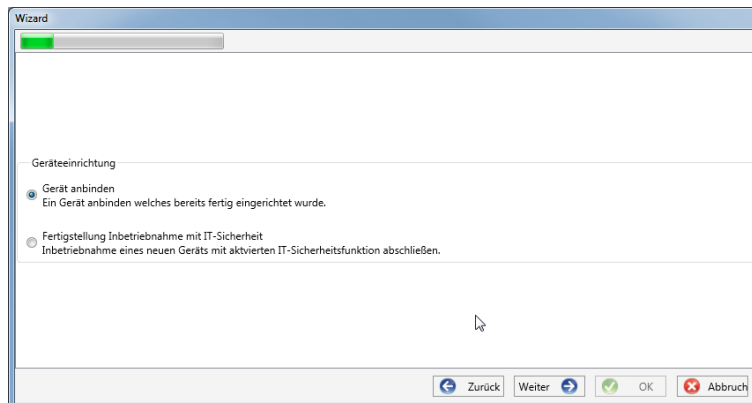 Wizard
Geräteeinrichtung
Gerät anbinden
Ein Gerät anbinden welches bereits fertig eingerichtet wurde.
Fertigstellung Inbetriebnahme mit IT-Sicherheit
Inbetriebnahme eines neuen Geräts mit aktvierten IT-Sicherheitsfunktion abschließen.
Zurück Weiter OK Abbruch